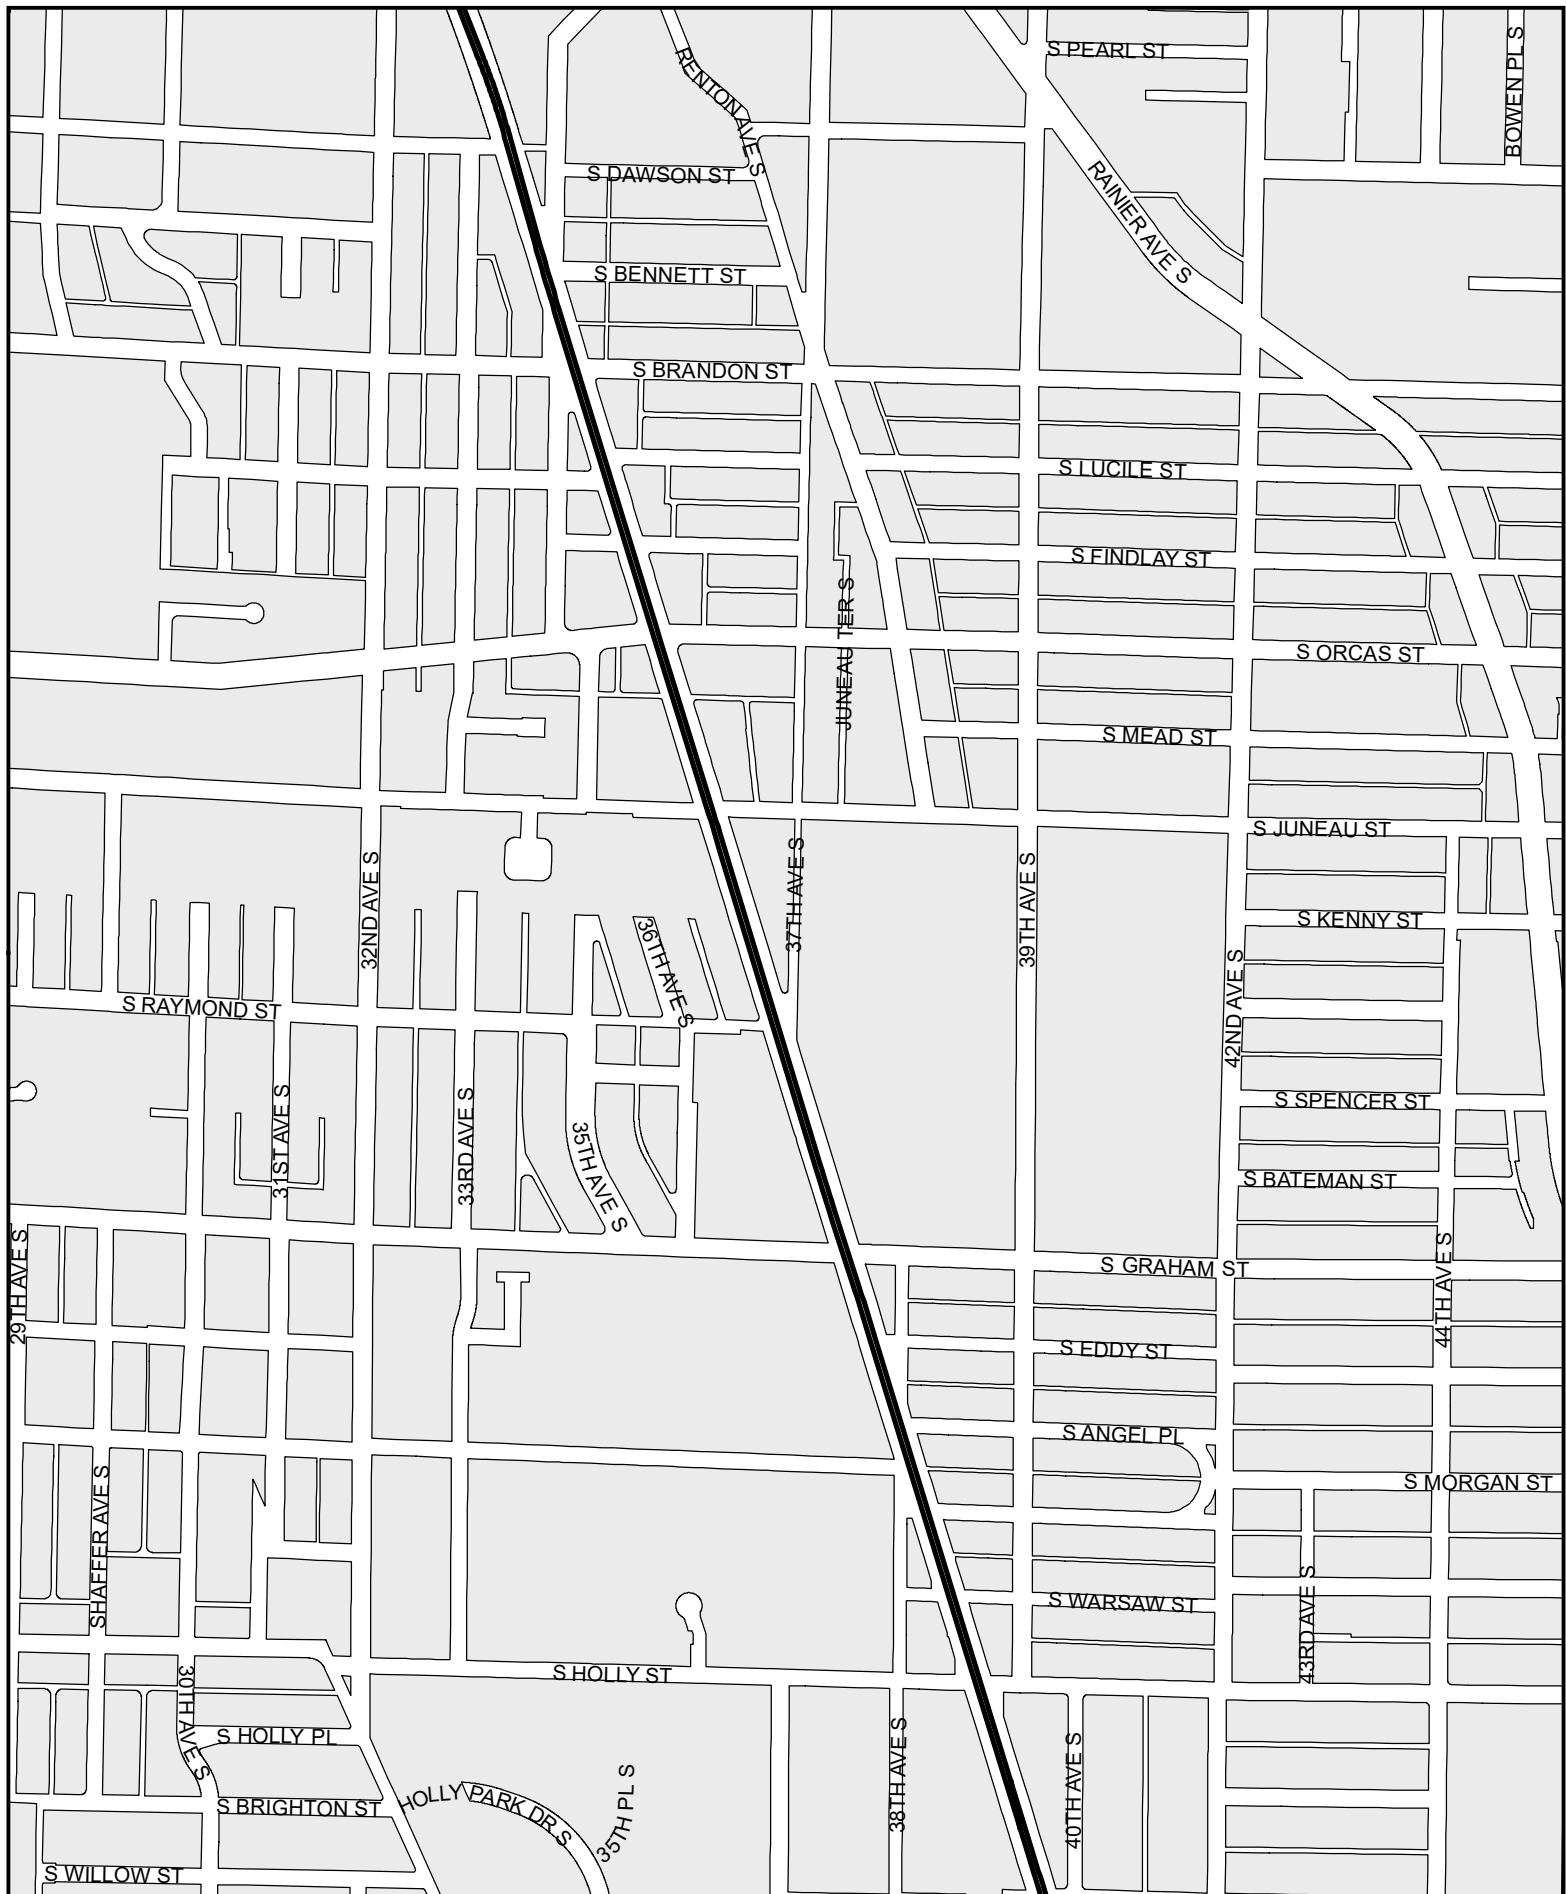 S PEARL ST
BOWEN PL S
RENTON AVE S
S DAWSON ST
RAINIER AVE S
S BENNETT ST
S BRANDON ST
S LUCILE ST
S FINDLAY ST
JUNEAU TER S
S ORCAS ST
S MEAD ST
S JUNEAU ST
32ND AVE S
37TH AVE S
39TH AVE S
S KENNY ST
36TH AVE S
42ND AVE S
S RAYMOND ST
31ST AVE S
33RD AVE S
35TH AVE S
S SPENCER ST
S BATEMAN ST
29TH AVE S
44TH AVE S
S GRAHAM ST
S EDDY ST
S ANGEL PL
SHAFFER AVE S
S MORGAN ST
43RD AVE S
S WARSAW ST
S HOLLY ST
30TH AVE S
S HOLLY PL
38TH AVE S
40TH AVE S
S BRIGHTON ST
HOLLY PARK DR S
35TH PL S
S WILLOW ST